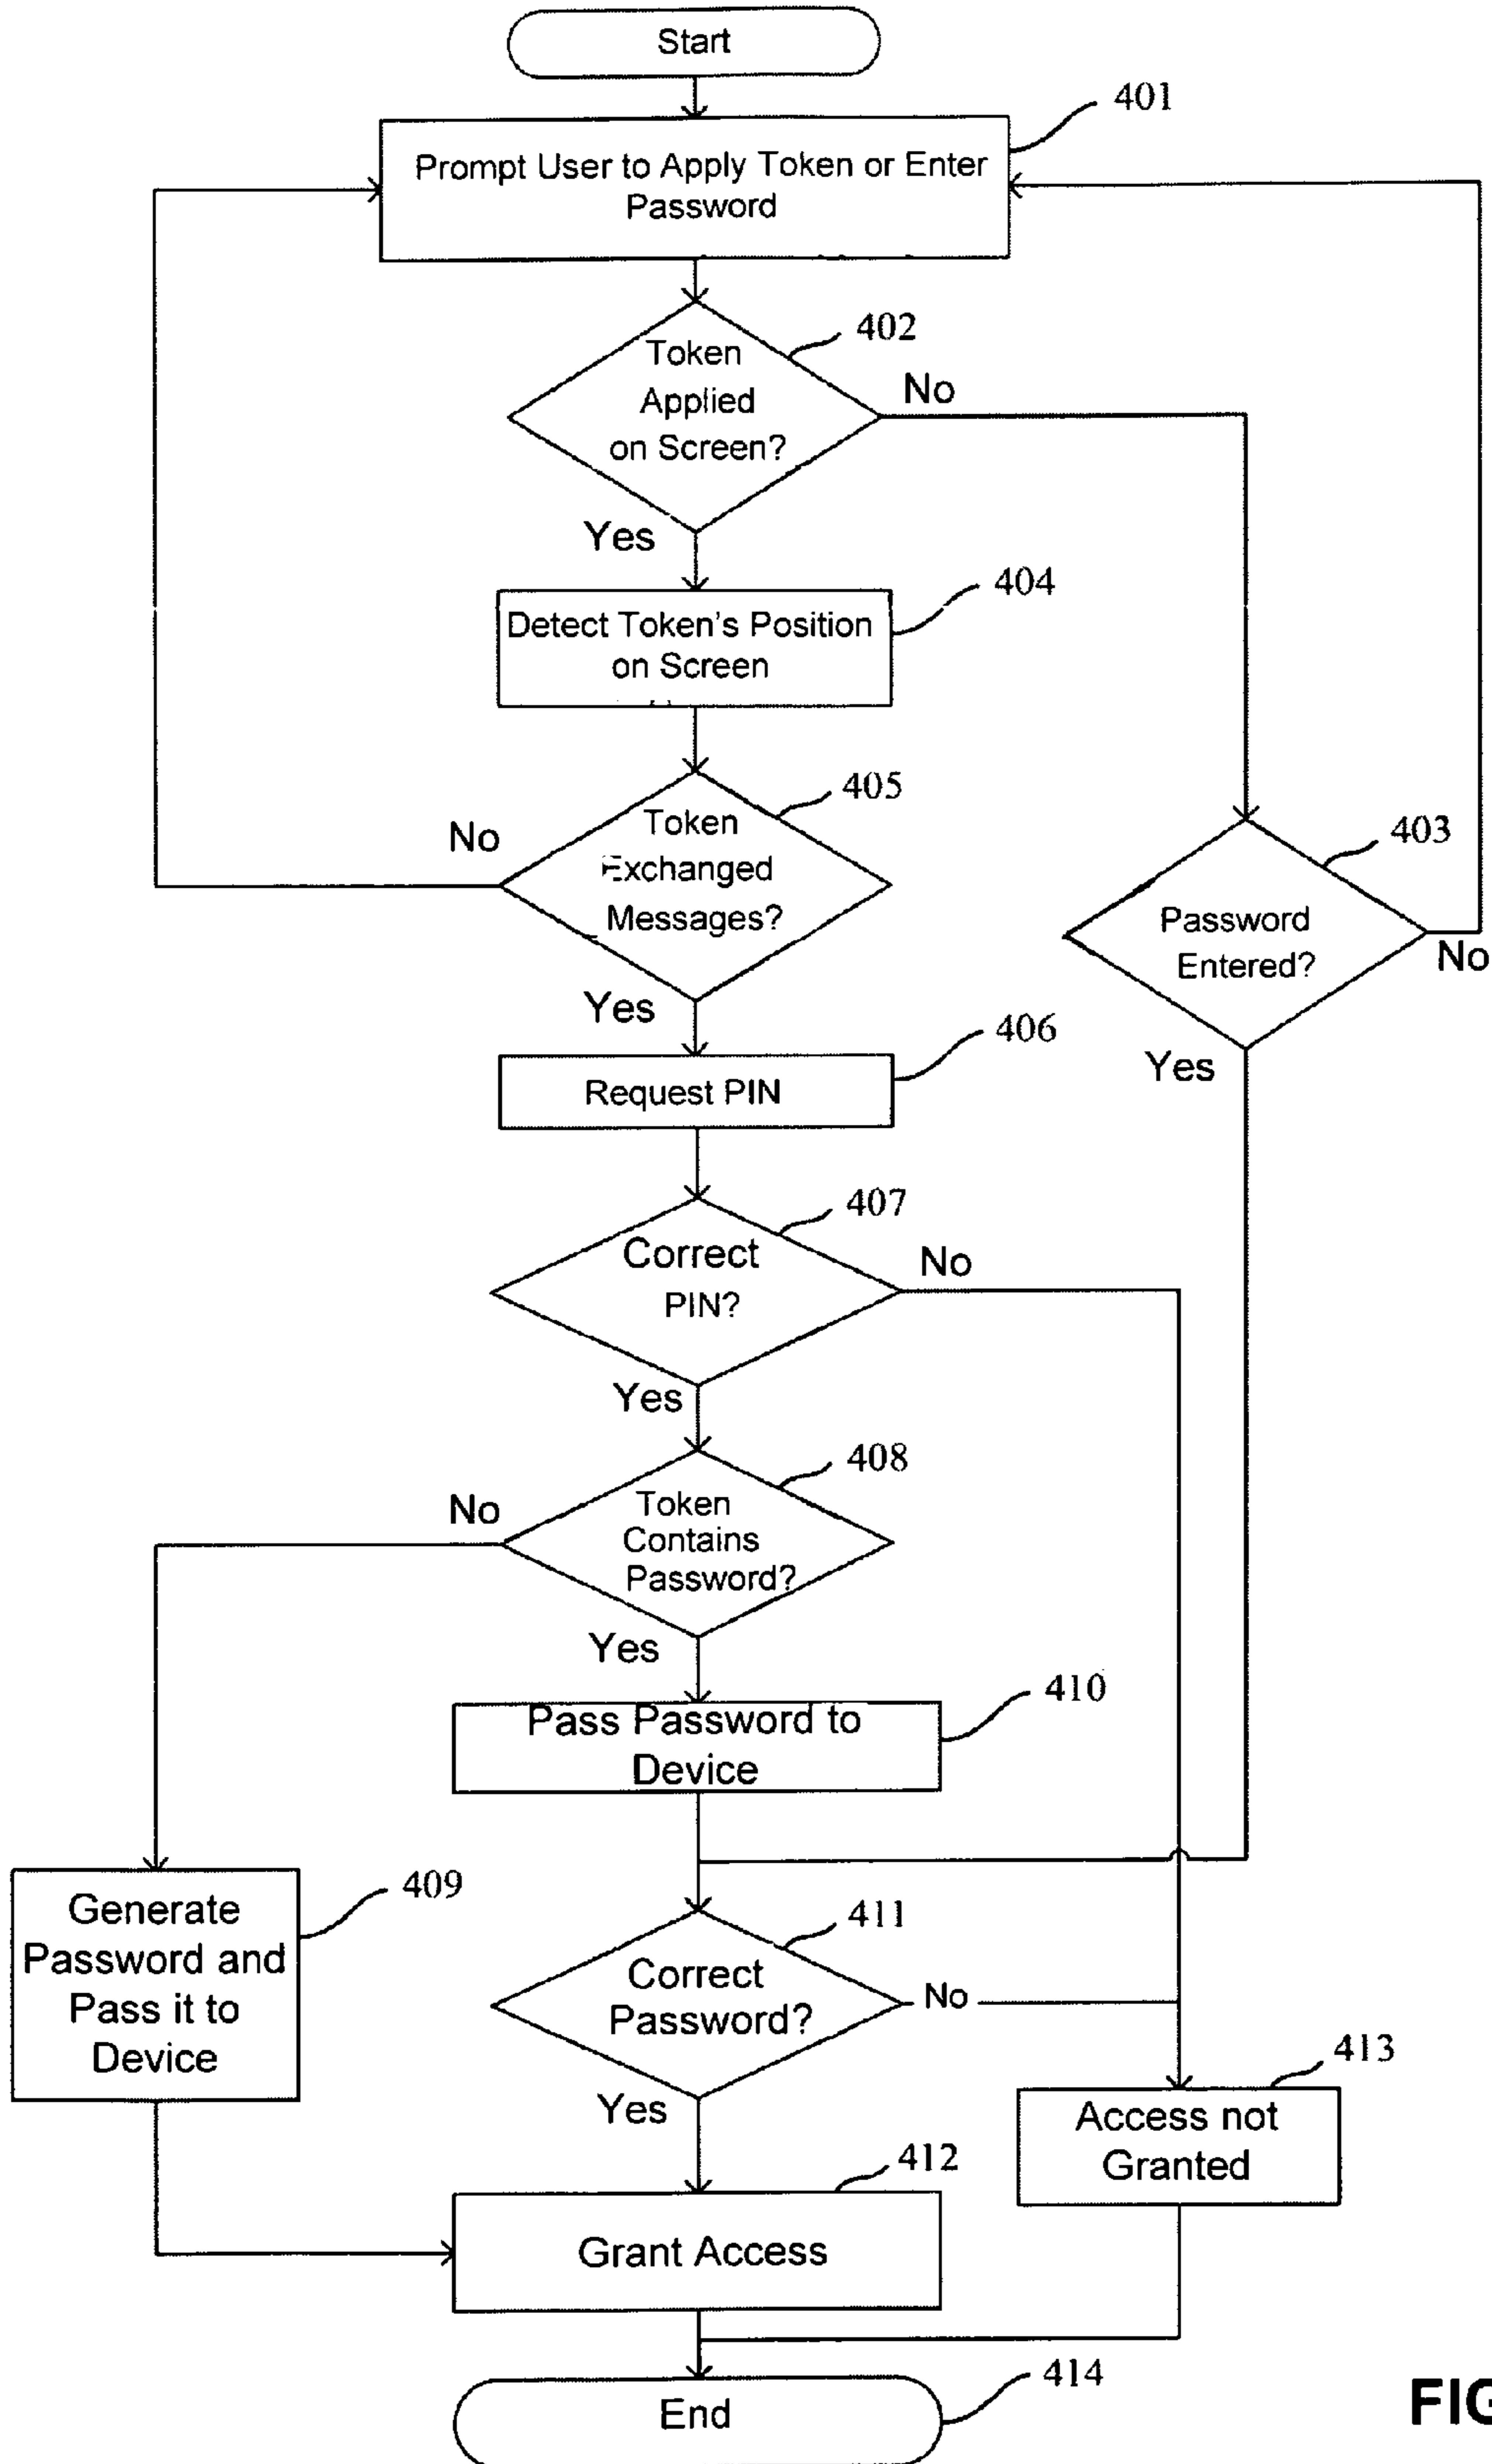 Start
401
Prompt User to Apply Token or Enter
Password
402
Token
Applied
on Screen?
No
Yes
404
Detect Token's Position
on Screen
405
Token
Exchanged
Messages?
No
Yes
403
Password
Entered?
No
Yes
406
Request PIN
407
Correct
PIN?
No
Yes
408
Token
Contains
Password?
No
Yes
410
Pass Password to
Device
409
Generate
Password and
Pass it to
Device
411
Correct
Password?
No
Yes
413
Access not
Granted
412
Grant Access
414
End
FIG